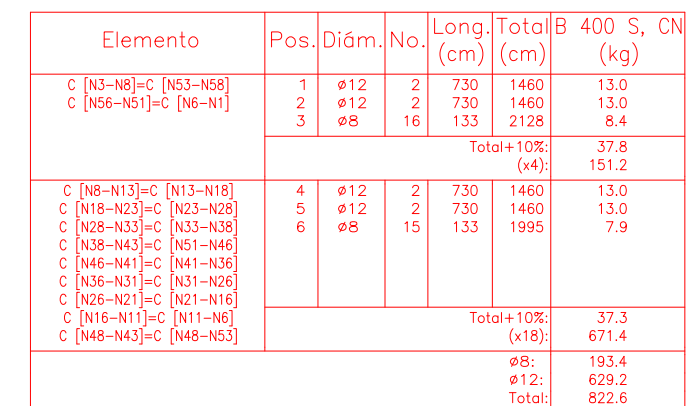 Elemento Pos. Diám. No. Long. (cm) Total (cm) B 400 S, CN (kg)
C [N3-N8]=C [N53-N58] 1 ø12 2 730 1460 13.0
C [N56-N51]=C [N6-N1] 2 ø12 2 730 1460 13.0
3 ø8 16 133 2128 8.4
Total+10%: 37.8
(x4): 151.2
C [N8-N13]=C [N13-N18] 4 ø12 2 730 1460 13.0
C [N18-N23]=C [N23-N28] 5 ø12 2 730 1460 13.0
C [N28-N33]=C [N33-N38] 6 ø8 15 133 1995 7.9
C [N38-N43]=C [N51-N46]
C [N46-N41]=C [N41-N36]
C [N36-N31]=C [N31-N26]
C [N26-N21]=C [N21-N16]
C [N16-N11]=C [N11-N6] Total+10%: 37.3
C [N48-N43]=C [N48-N53] (x18): 671.4
ø8: 193.4
ø12: 629.2
Total: 822.6